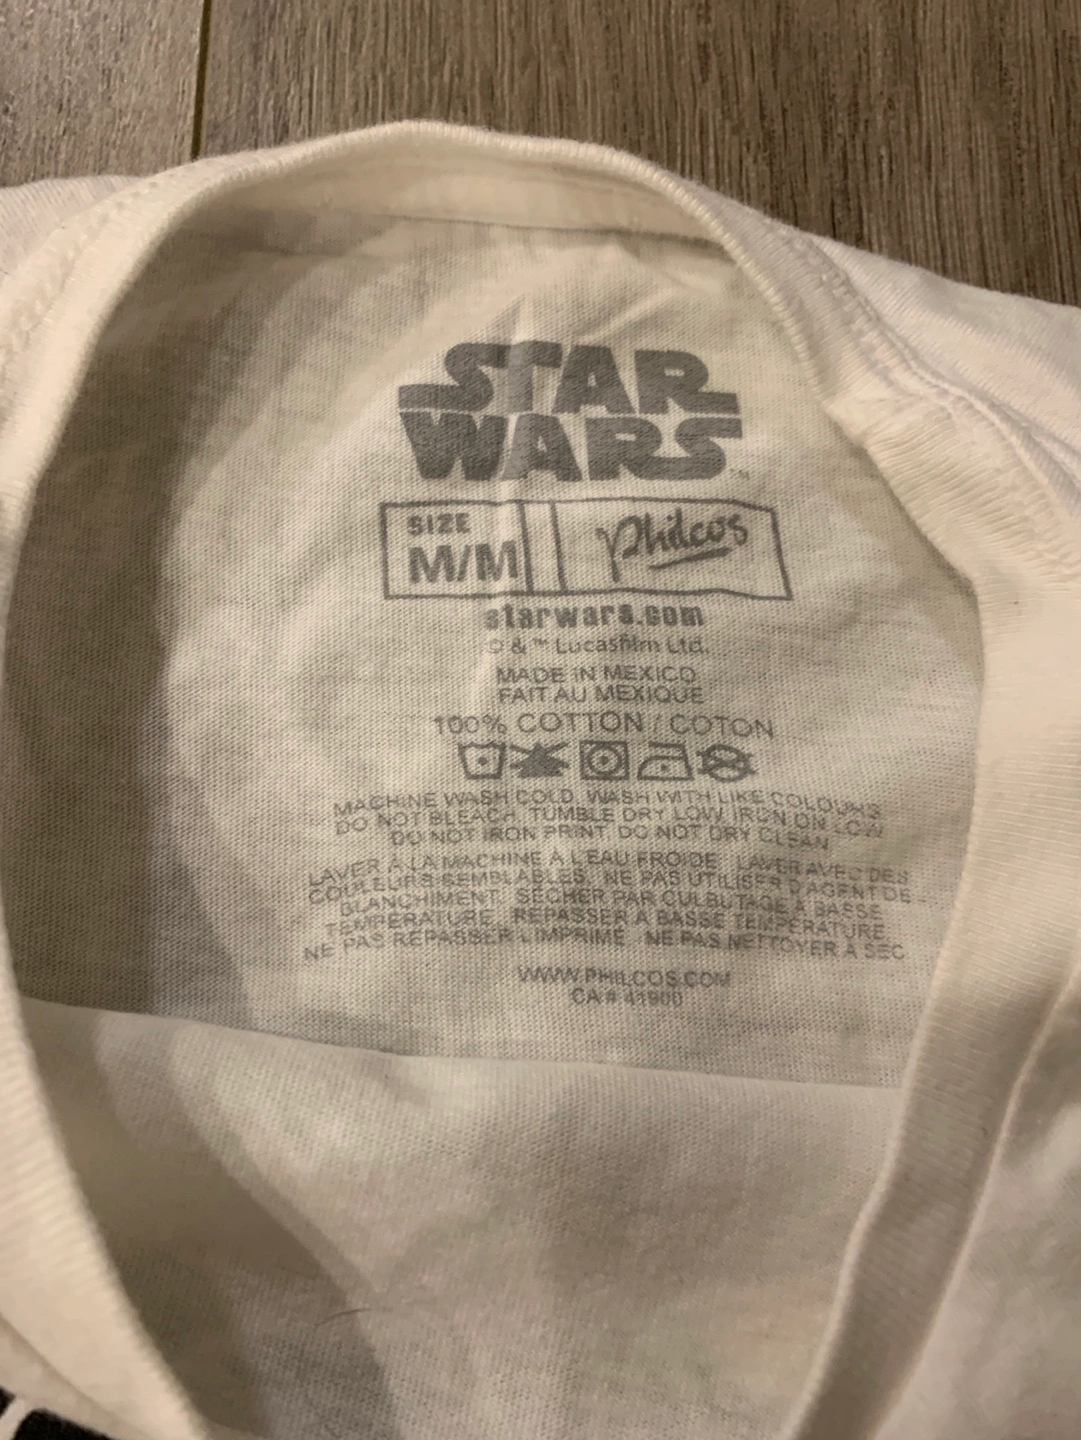 STAR
WARS™
SIZE
M/M
Philcos
starwars.com
© & ™ Lucasfilm Ltd.
MADE IN MEXICO
FAIT AU MEXIQUE
100% COTTON / COTON
MACHINE WASH COLD. WASH WITH LIKE COLOURS.
DO NOT BLEACH. TUMBLE DRY LOW. IRON ON LOW.
DO NOT IRON PRINT. DO NOT DRY CLEAN.
LAVER À LA MACHINE À L'EAU FROIDE. LAVER AVEC DES
COULEURS SEMBLABLES. NE PAS UTILISER D'AGENT DE
BLANCHIMENT. SÉCHER PAR CULBUTAGE À BASSE
TEMPÉRATURE. REPASSER À BASSE TEMPÉRATURE.
NE PAS REPASSER L'IMPRIMÉ. NE PAS NETTOYER À SEC.
WWW.PHILCOS.COM
CA# 41900